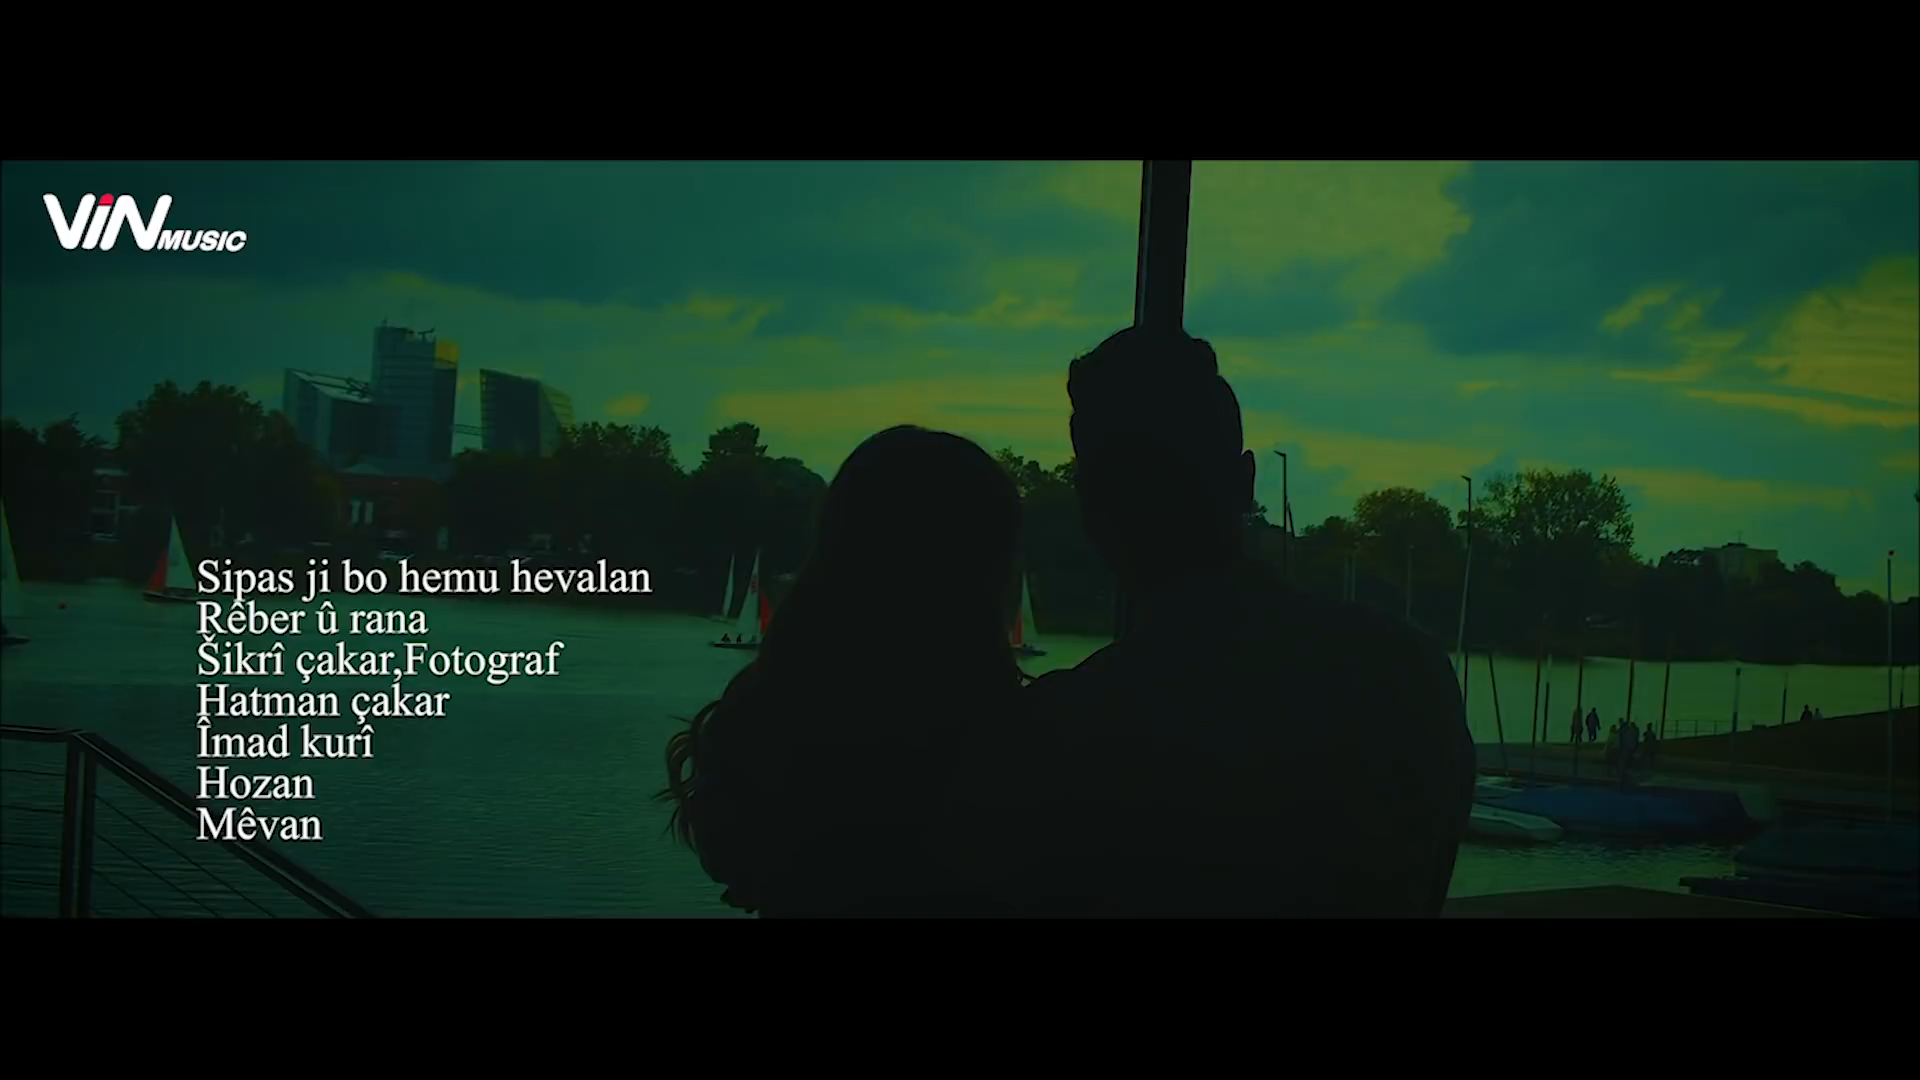 ViN MUSIC
Sipas ji bo hemu hevalan
Rêber û rana
Šikrî çakar,Fotograf
Hatman çakar
Îmad kurî
Hozan
Mêvan